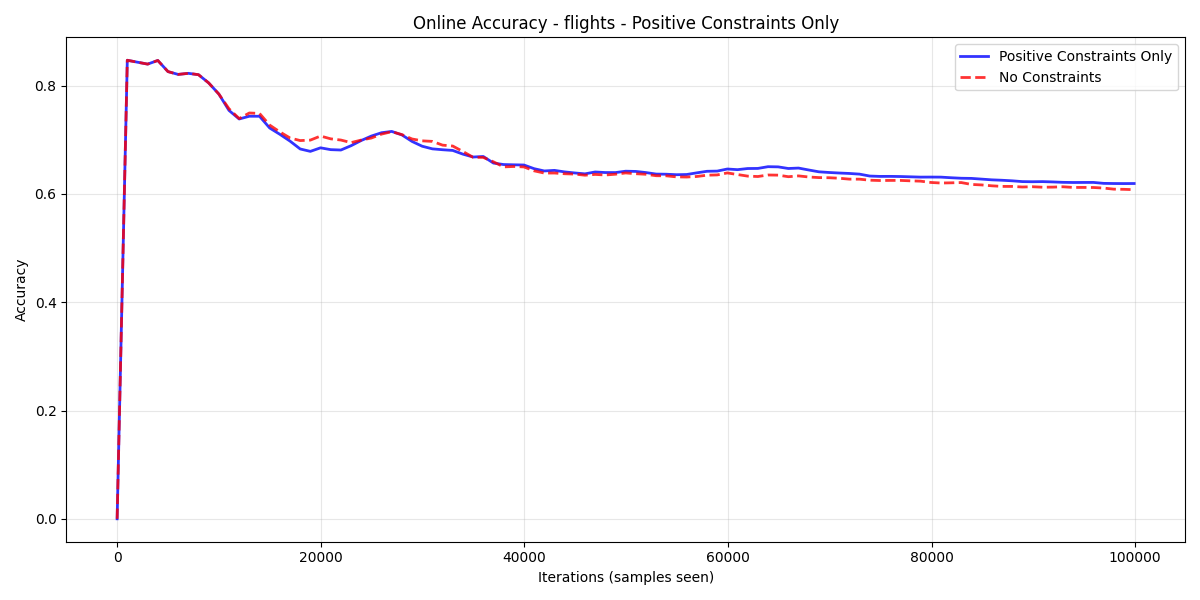 Online Accuracy - flights - Positive Constraints Only
Positive Constraints Only
No Constraints
Accuracy
0.8
0.6
0.4
0.2
0.0
0
20000
40000
60000
80000
100000
Iterations (samples seen)